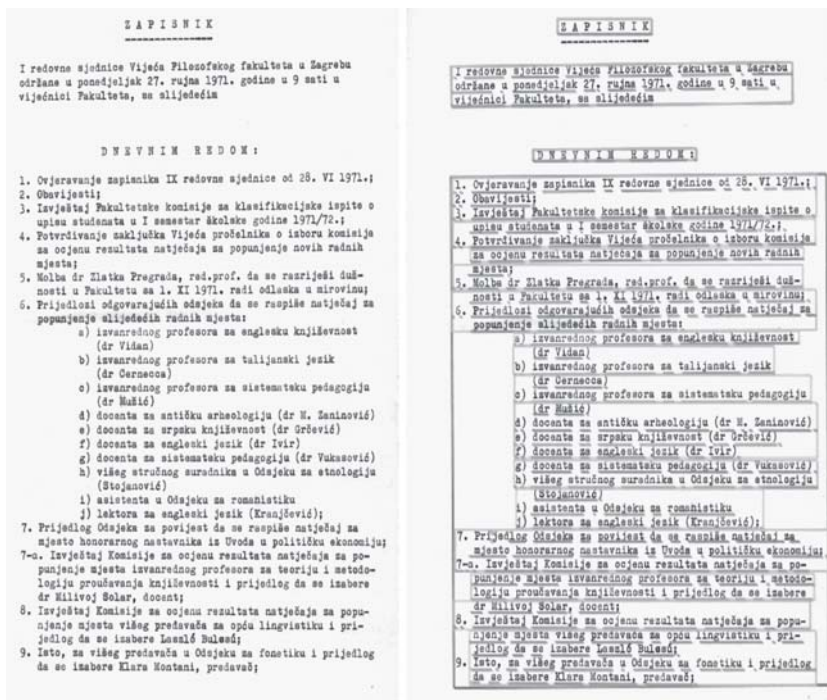 ZAPISNIK
I redovne sjednice Vijeća Filozofskog fakulteta u Zagrebu
održane u ponedjeljak 27. rujna 1971. godine u 9 sati u
vijećnici Fakulteta, sa slijedećim
DNEVNIM REDOM:
1. Ovjeravanje zapisnika IX redovne sjednice od 28. VI 1971.;
2. Obavijesti;
3. Izvještaj Fakultetske komisije za klasifikacijske ispite o
upisu studenata u I semestar školske godine 1971/72.;
4. Potvrđivanje zaključka Vijeća pročelnika o izboru komisija
za ocjenu rezultata natječaja za popunjenje novih radnih
mjesta;
5. Molba dr Zlatka Pregrada, red.prof. da se razriješi duž-
nosti u Fakultetu sa 1. XI 1971. radi odlaska u mirovinu;
6. Prijedlozi odgovarajućih odsjeka da se raspiše natječaj za
popunjenje slijedećih radnih mjesta:
a) izvanrednog profesora za englesku književnost
(dr Vidan)
b) izvanrednog profesora za talijanski jezik
(dr Cernecca)
c) izvanrednog profesora za sistematsku pedagogiju
(dr Mužić)
d) docenta za antičku arheologiju (dr M. Zaninović)
e) docenta za srpsku književnost (dr Grčević)
f) docenta za engleski jezik (dr Ivir)
g) docenta za sistematsku pedagogiju (dr Vukasović)
h) višeg stručnog suradnika u Odsjeku za etnologiju
(Stojanović)
i) asistenta u Odsjeku za romanistiku
j) lektora za engleski jezik (Kranjčević);
7. Prijedlog Odsjeka za povijest da se raspiše natječaj za
mjesto honorarnog nastavnika iz Uvoda u političku ekonomiju;
7-a. Izvještaj Komisije za ocjenu rezultata natječaja za po-
punjenje mjesta izvanrednog profesora za teoriju i metodo-
logiju proučavanja književnosti i prijedlog da se izabere
dr Milivoj Solar, docent;
8. Izvještaj Komisije za ocjenu rezultata natječaja za popu-
njenje mjesta višeg predavača za opću lingvistiku i pri-
jedlog da se izabere Laszló Bulcsú;
9. Isto, za višeg predavača u Odsjeku za fonetiku i prijedlog
da se izabere Klara Montani, predavač;
ZAPISNIK
I redovne sjednice Vijeća Filozofskog fakulteta u Zagrebu
održane u ponedjeljak 27. rujna 1971. godine u 9 sati u
vijećnici Fakulteta, sa slijedećim
DNEVNIM REDOM:
1. Ovjeravanje zapisnika IX redovne sjednice od 28. VI 1971.;
2. Obavijesti;
3. Izvještaj Fakultetske komisije za klasifikacijske ispite o
upisu studenata u I semestar školske godine 1971/72.;
4. Potvrđivanje zaključka Vijeća pročelnika o izboru komisija
za ocjenu rezultata natječaja za popunjenje novih radnih
mjesta;
5. Molba dr Zlatka Pregrada, red.prof. da se razriješi duž-
nosti u Fakultetu sa 1. XI 1971. radi odlaska u mirovinu;
6. Prijedlozi odgovarajućih odsjeka da se raspiše natječaj za
popunjenje slijedećih radnih mjesta:
a) izvanrednog profesora za englesku književnost
(dr Vidan)
b) izvanrednog profesora za talijanski jezik
(dr Cernecca)
c) izvanrednog profesora za sistematsku pedagogiju
(dr Mužić)
d) docenta za antičku arheologiju (dr M. Zaninović)
e) docenta za srpsku književnost (dr Grčević)
f) docenta za engleski jezik (dr Ivir)
g) docenta za sistematsku pedagogiju (dr Vukasović)
h) višeg stručnog suradnika u Odsjeku za etnologiju
(Stojanović)
i) asistenta u Odsjeku za romanistiku
j) lektora za engleski jezik (Kranjčević);
7. Prijedlog Odsjeka za povijest da se raspiše natječaj za
mjesto honorarnog nastavnika iz Uvoda u političku ekonomiju;
7-a. Izvještaj Komisije za ocjenu rezultata natječaja za po-
punjenje mjesta izvanrednog profesora za teoriju i metodo-
logiju proučavanja književnosti i prijedlog da se izabere
dr Milivoj Solar, docent;
8. Izvještaj Komisije za ocjenu rezultata natječaja za popu-
njenje mjesta višeg predavača za opću lingvistiku i pri-
jedlog da se izabere Laszló Bulcsú;
9. Isto, za višeg predavača u Odsjeku za fonetiku i prijedlog
da se izabere Klara Montani, predavač;